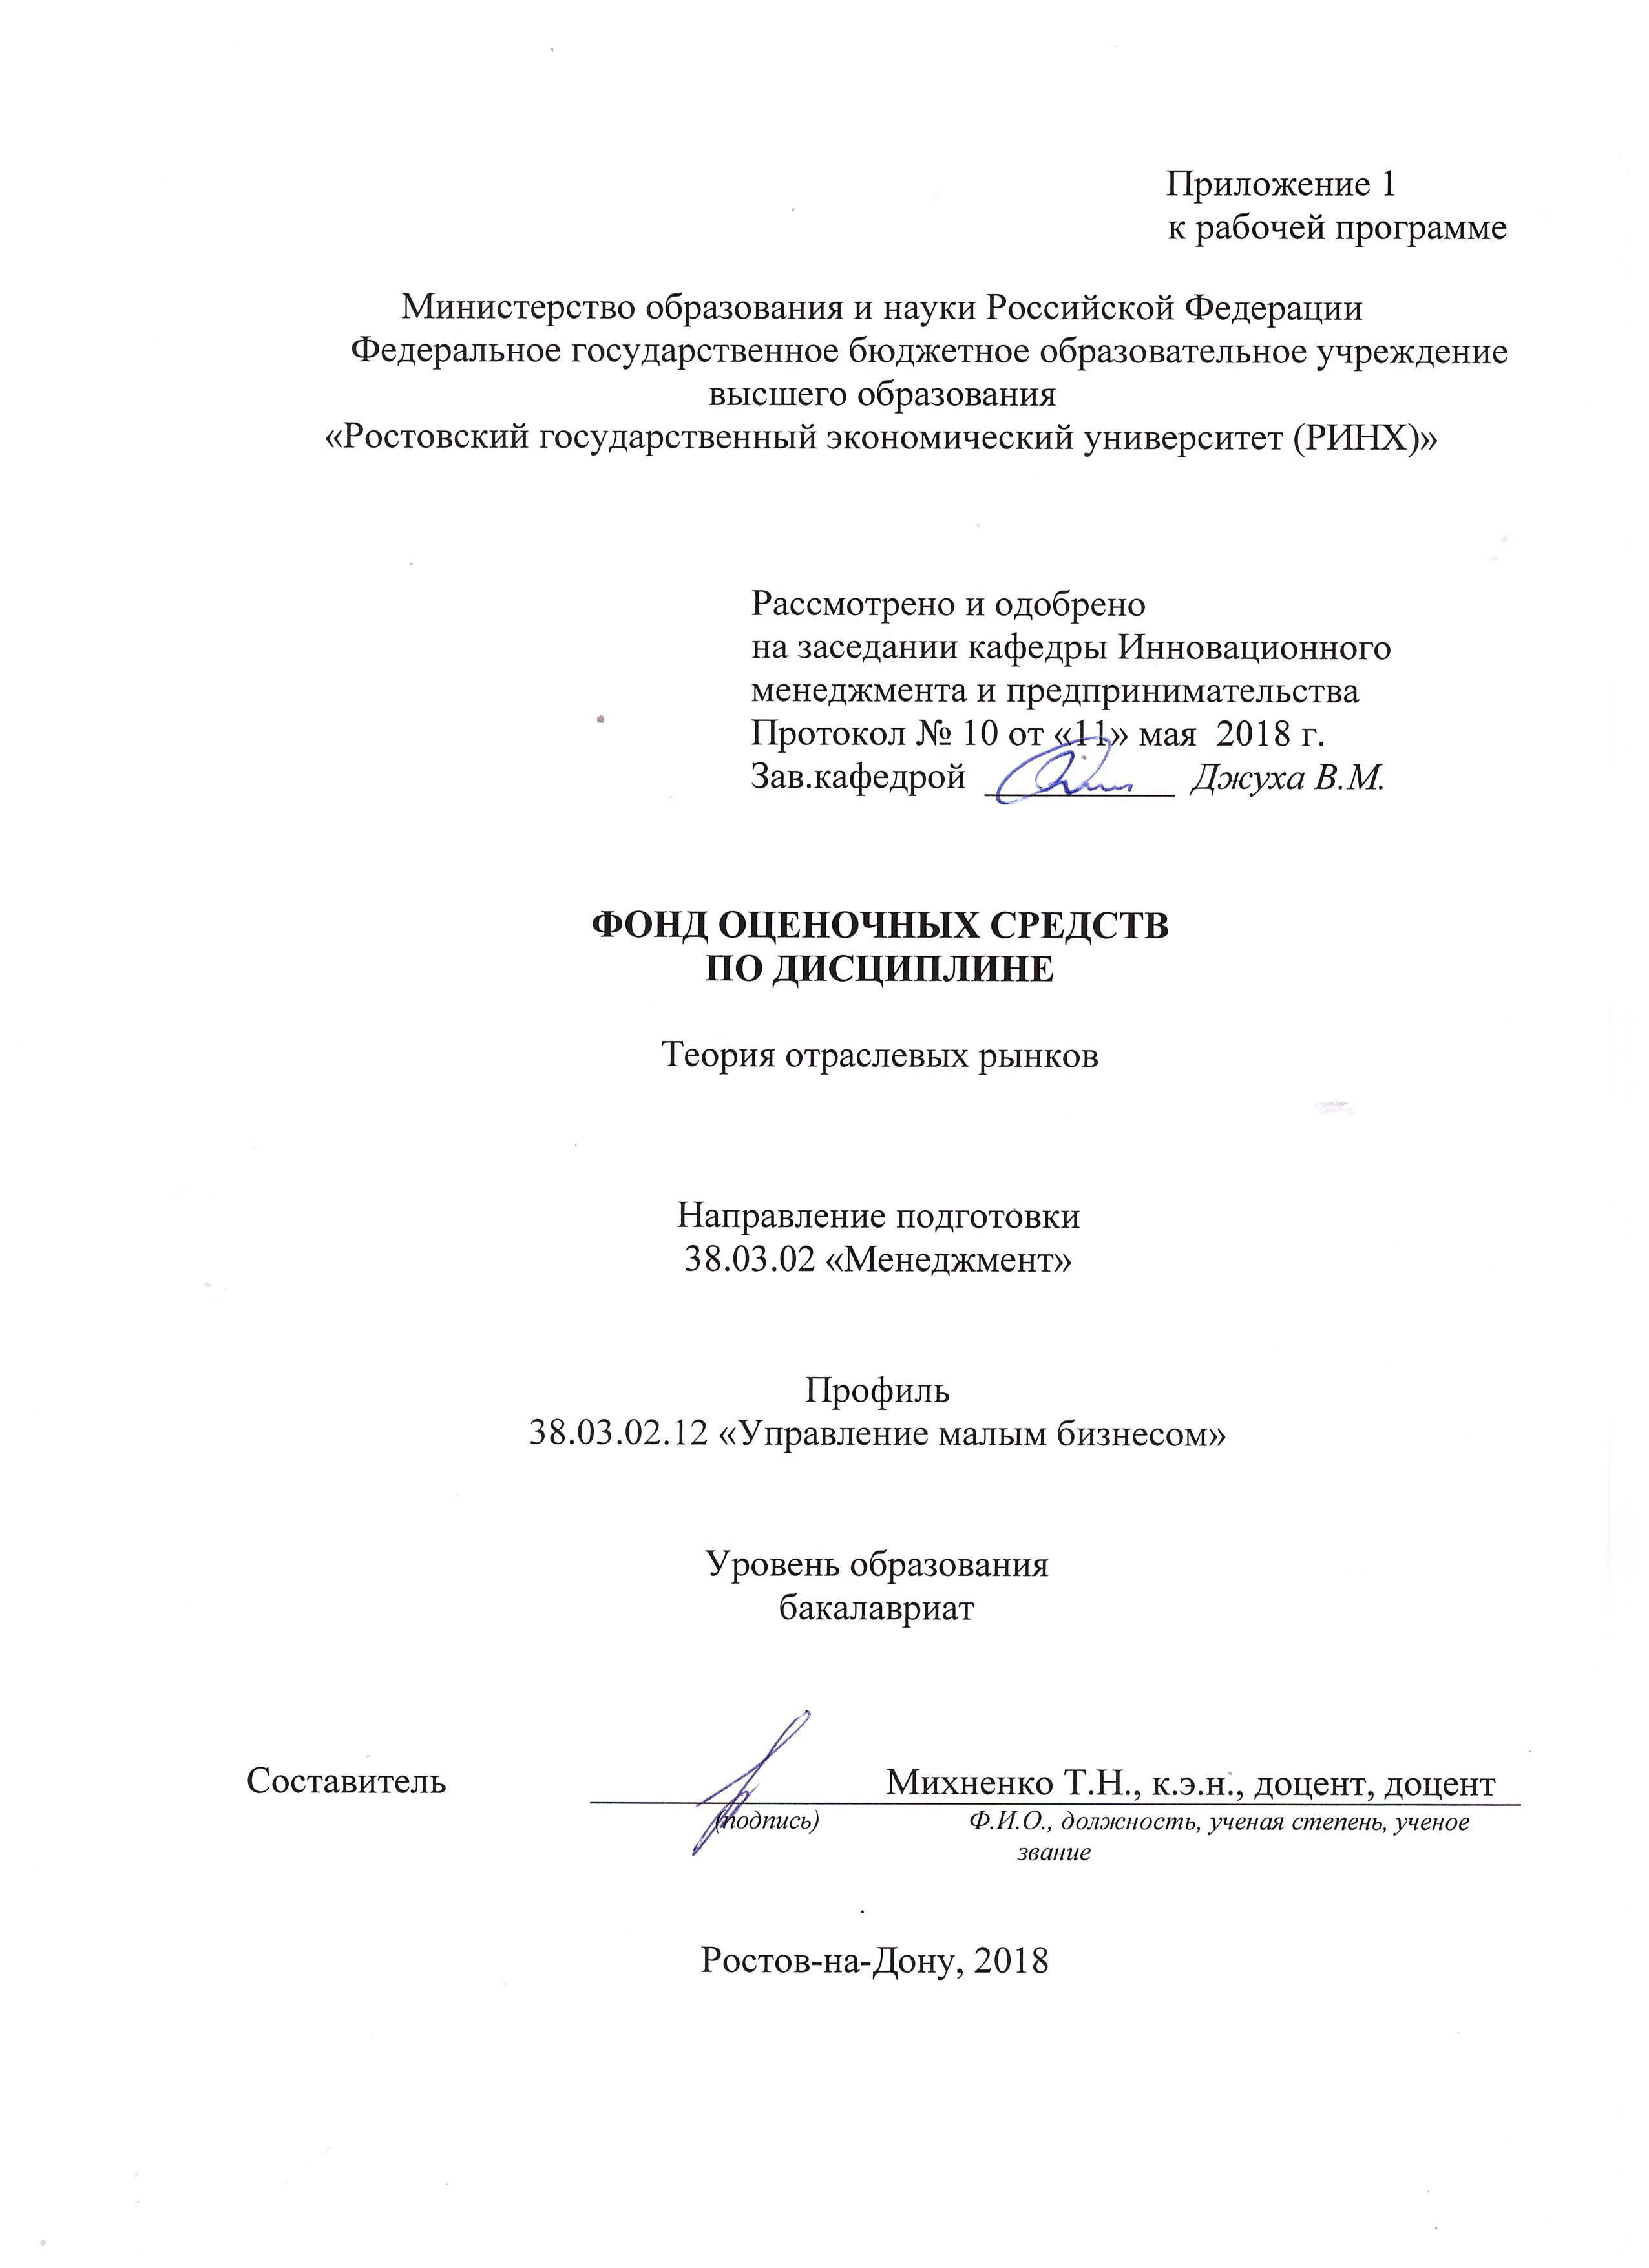 Приложение 1
к рабочей программе
Министерство образования и науки Российской Федерации
Федеральное государственное бюджетное образовательное учреждение
высшего образования
«Ростовский государственный экономический университет (РИНХ)»
Рассмотрено и одобрено
на заседании кафедры Инновационного
менеджмента и предпринимательства
Протокол № 10 от «11» мая 2018 г.
Зав.кафедрой ___________ Джуха В.М.
ФОНД ОЦЕНОЧНЫХ СРЕДСТВ
ПО ДИСЦИПЛИНЕ
Теория отраслевых рынков
Направление подготовки
38.03.02 «Менеджмент»
Профиль
38.03.02.12 «Управление малым бизнесом»
Уровень образования
бакалавриат
Составитель Михненко Т.Н., к.э.н., доцент, доцент
(подпись) Ф.И.О., должность, ученая степень, ученое
звание
Ростов-на-Дону, 2018